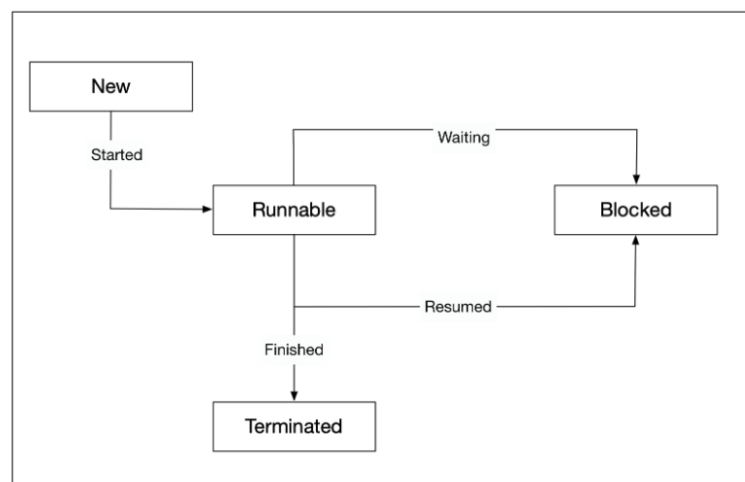 New
Started
Waiting
Runnable
Blocked
Resumed
Finished
Terminated